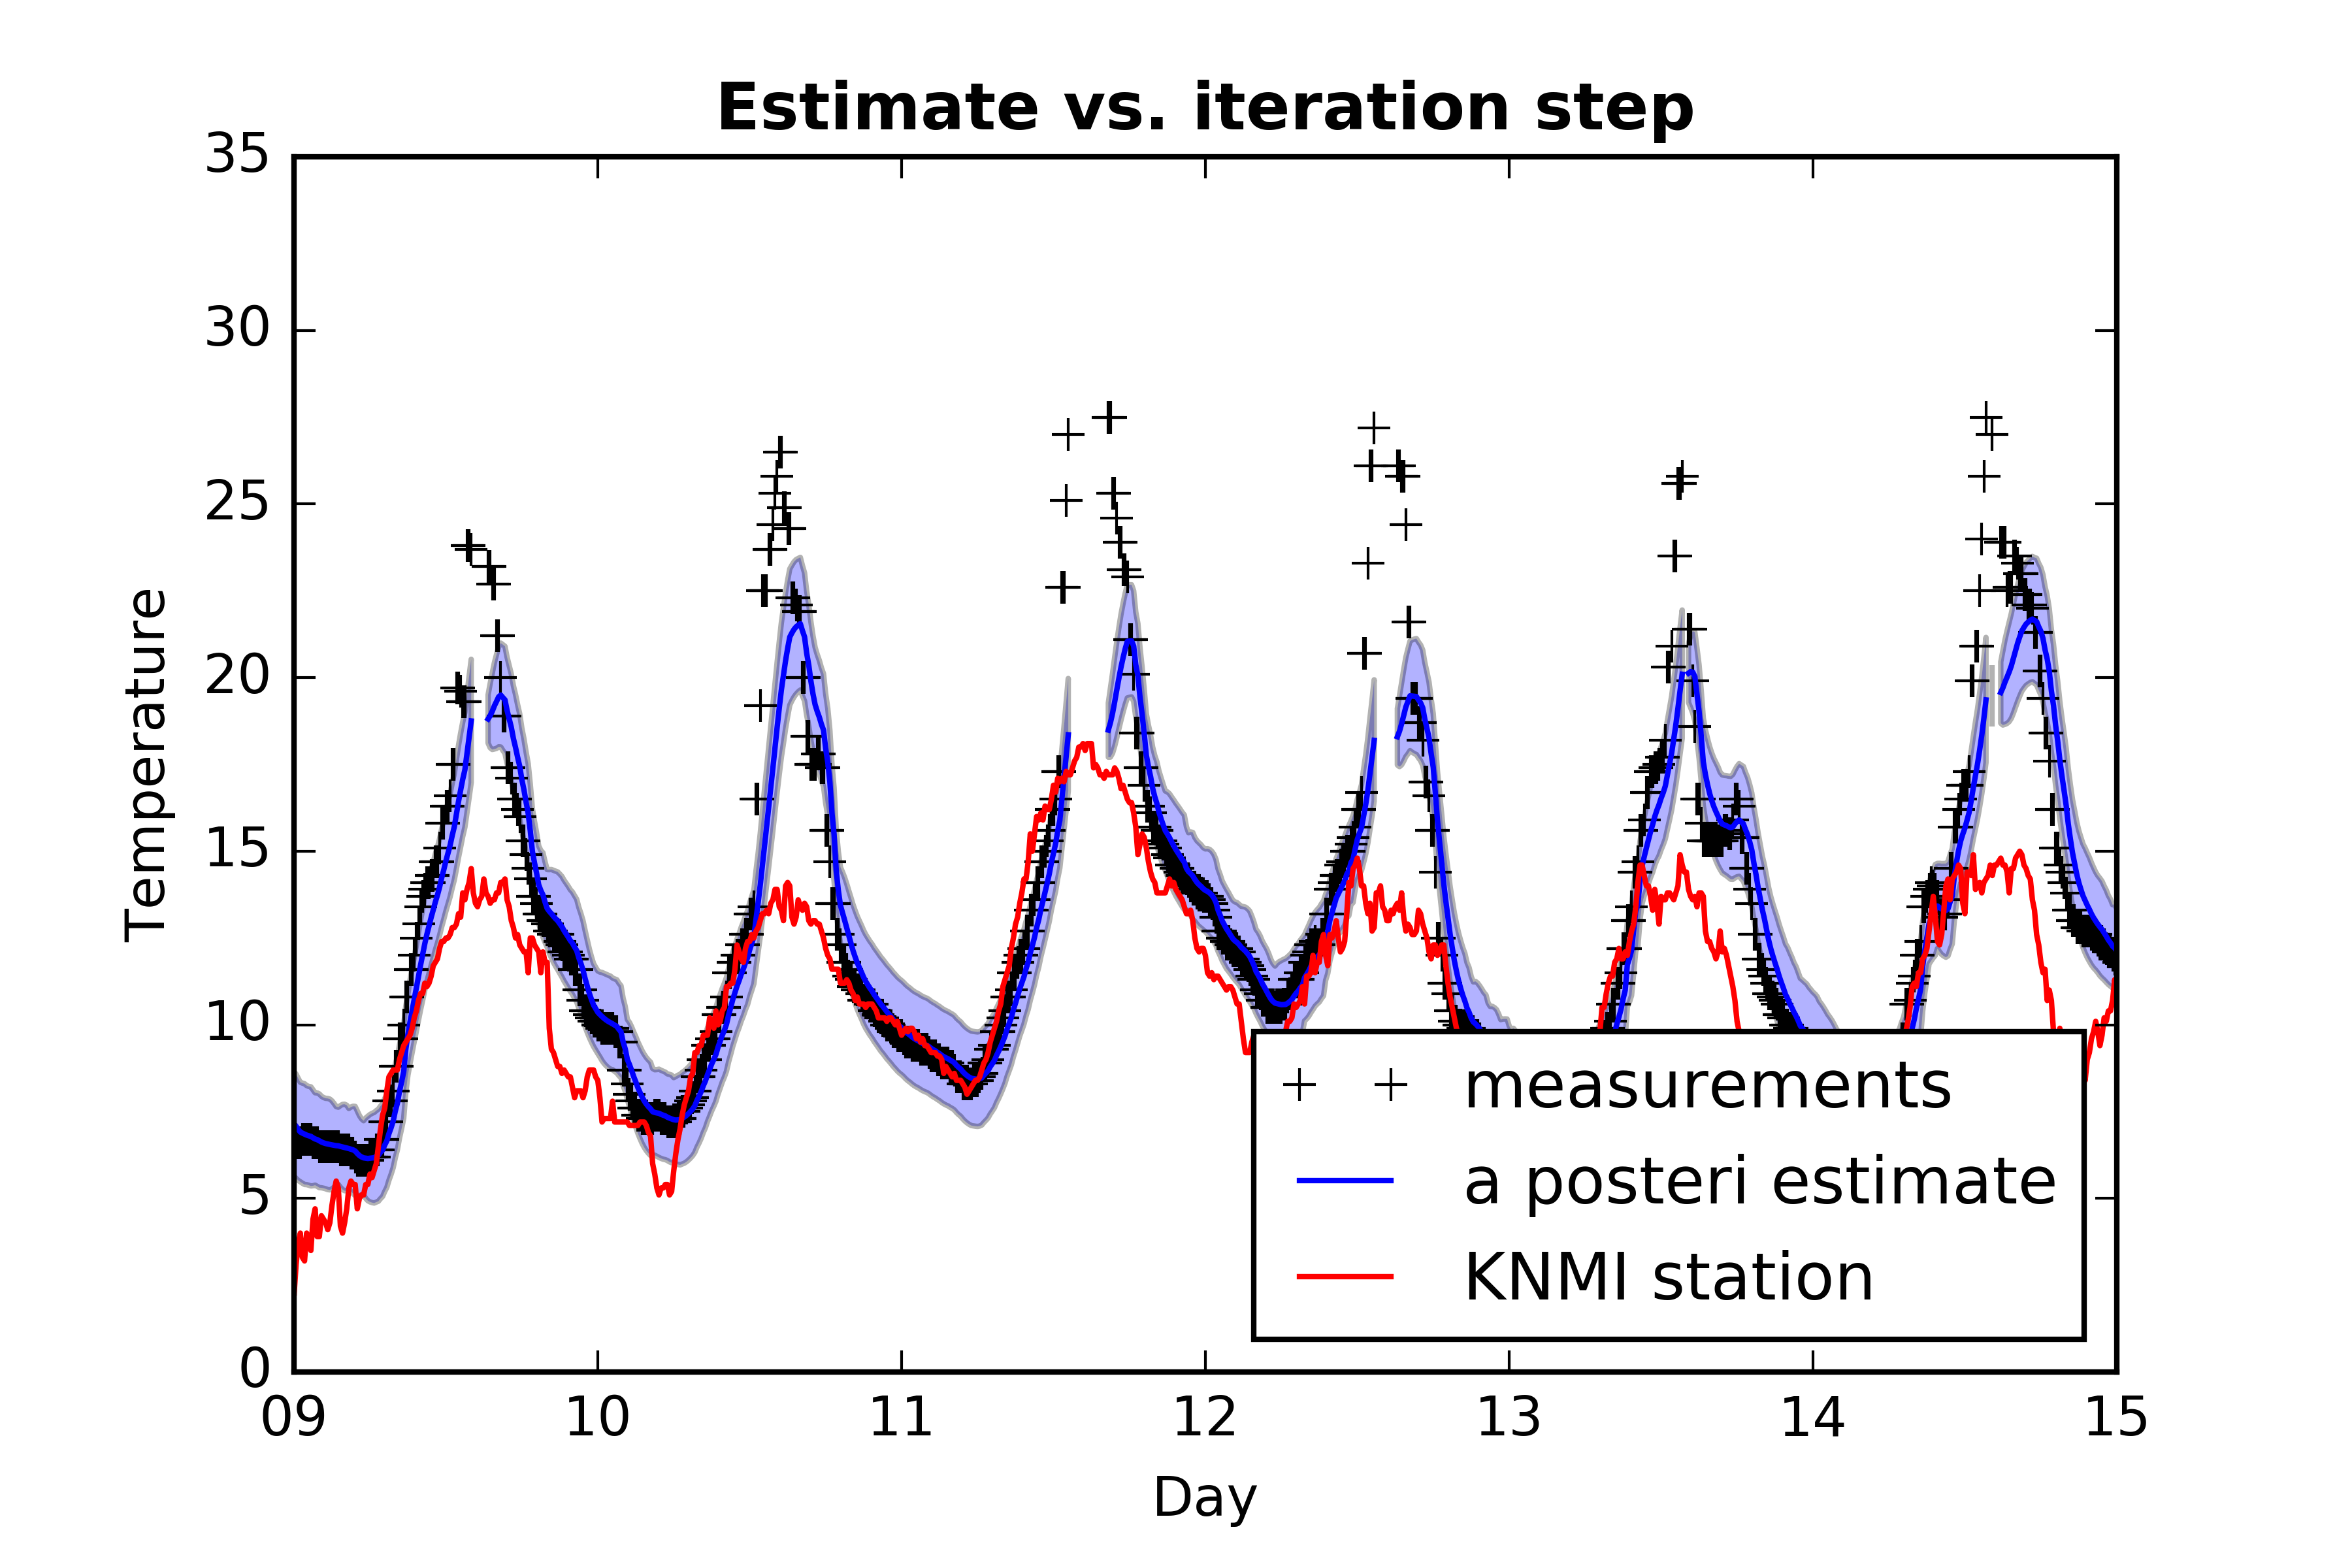 Estimate vs. iteration step
35
30
25
20
15
10
5
0
Temperature
09 10 11 12 13 14 15
Day
measurements
a posteri estimate
KNMI station